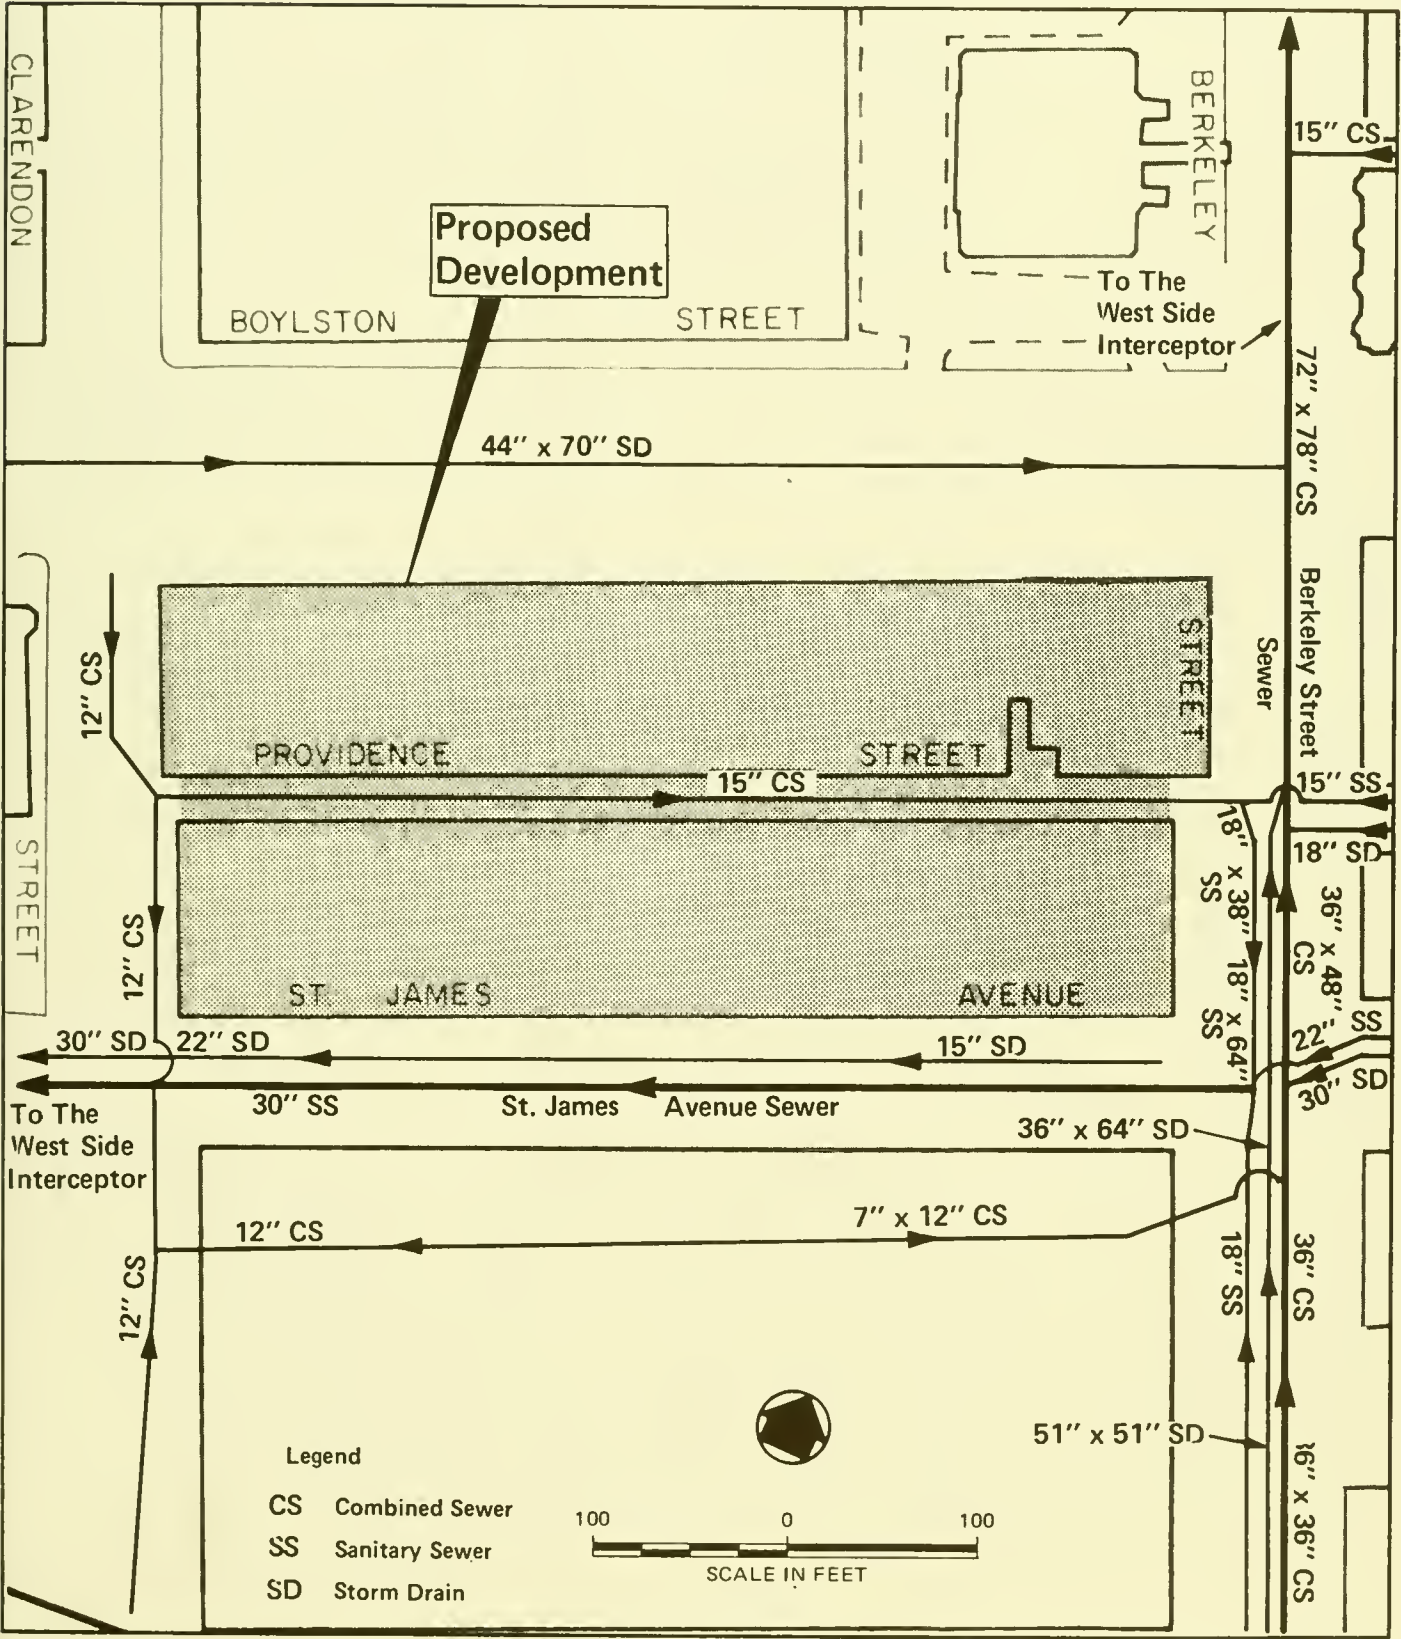 CLARENDON
BERKELEY
15" CS
Proposed
Development
BOYLSTON STREET
To The
West Side
Interceptor
72" x 78" CS
44" x 70" SD
12" CS
STREET
Sewer
Berkeley Street
PROVIDENCE STREET
15" CS
15" SS
18" SD
STREET
12" CS
18" x 38"
SS
18" x 64"
SS
36" x 48"
CS
ST. JAMES AVENUE
30" SD
22" SD
15" SD
22" SS
30" SD
30" SS
St. James Avenue Sewer
To The
West Side
Interceptor
36" x 64" SD
12" CS
7" x 12" CS
12" CS
18" SS
36" CS
51" x 51" SD
x 36" CS
Legend
CS Combined Sewer
SS Sanitary Sewer
SD Storm Drain
100 0 100
SCALE IN FEET